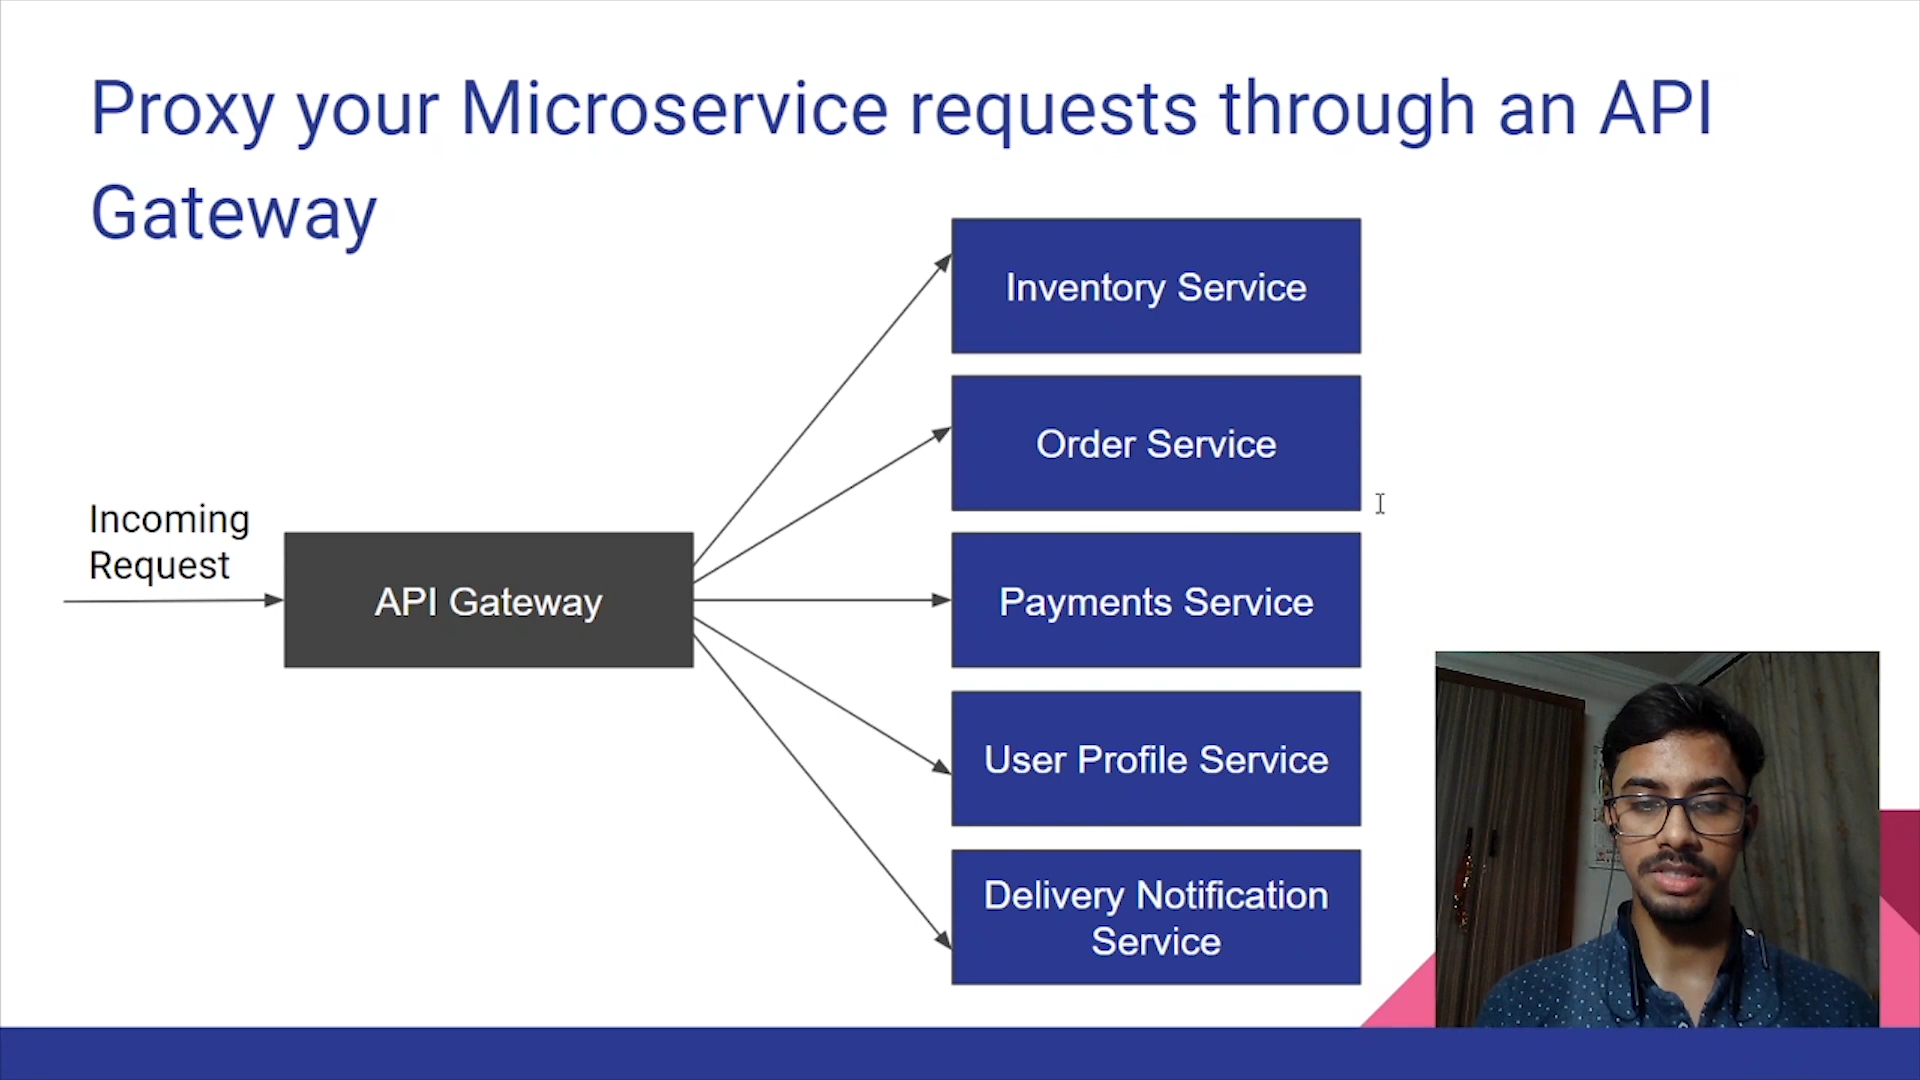 Proxy your Microservice requests through an API
Gateway
Inventory Service
Order Service
Incoming
Request
API Gateway
Payments Service
User Profile Service
Delivery Notification
Service